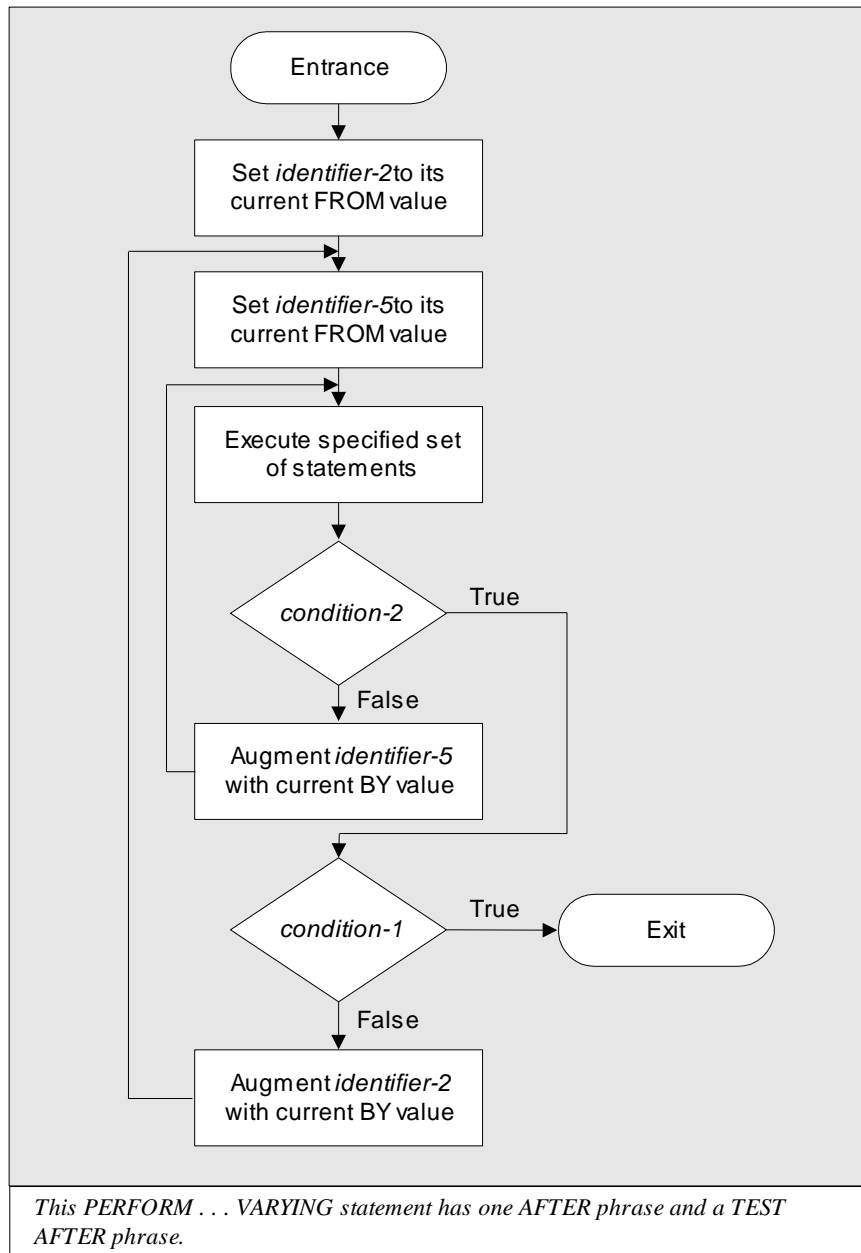 Entrance
Set identifier-2to its
current FROM value
Set identifier-5to its
current FROM value
Execute specified set
of statements
condition-2
True
False
Augment identifier-5
with current BY value
condition-1
True
Exit
False
Augment identifier-2
with current BY value
This PERFORM . . . VARYING statement has one AFTER phrase and a TEST
AFTER phrase.